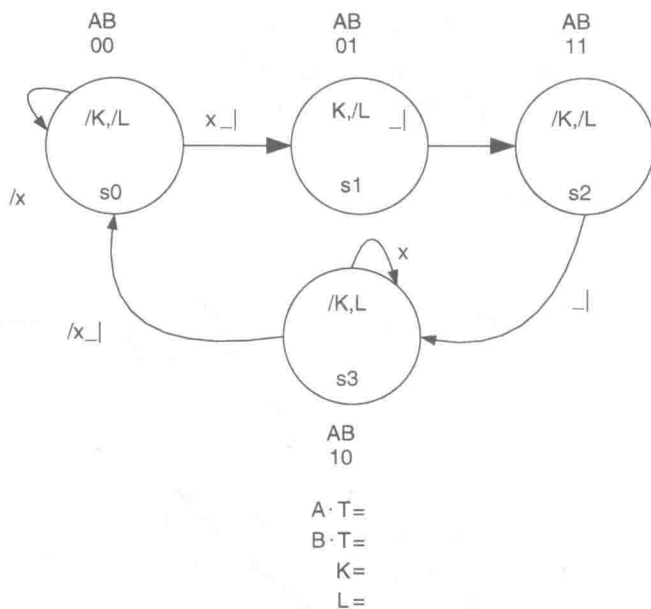 AB
00
AB
01
AB
11
/K,/L
x _|
K,/L
_|
/K,/L
/x
s0
s1
s2
x
/K,L
/x_|
_|
s3
AB
10
A · T=
B · T=
K=
L=